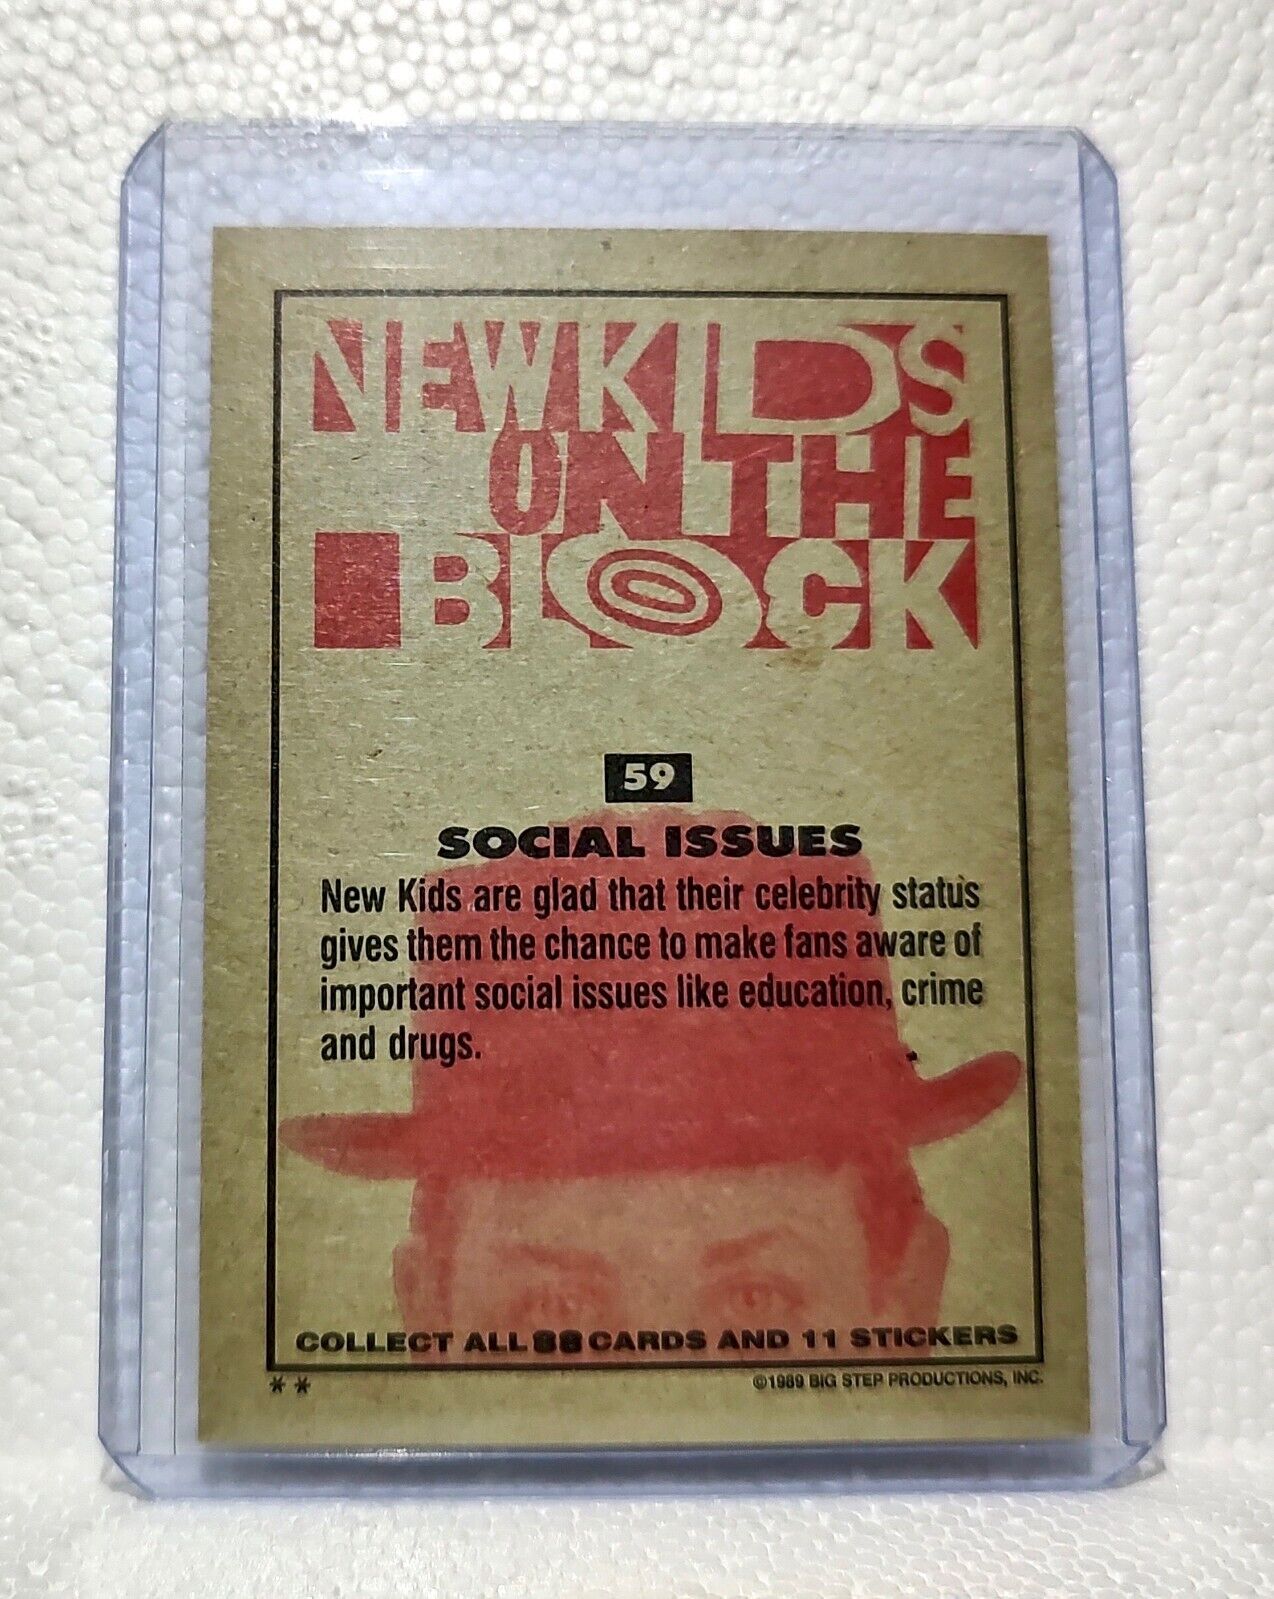 NEW KIDS
ON THE
BLOCK
59
SOCIAL ISSUES
New Kids are glad that their celebrity status
gives them the chance to make fans aware of
important social issues like education, crime
and drugs.
COLLECT ALL 88 CARDS AND 11 STICKERS
** ©1989 BIG STEP PRODUCTIONS, INC.